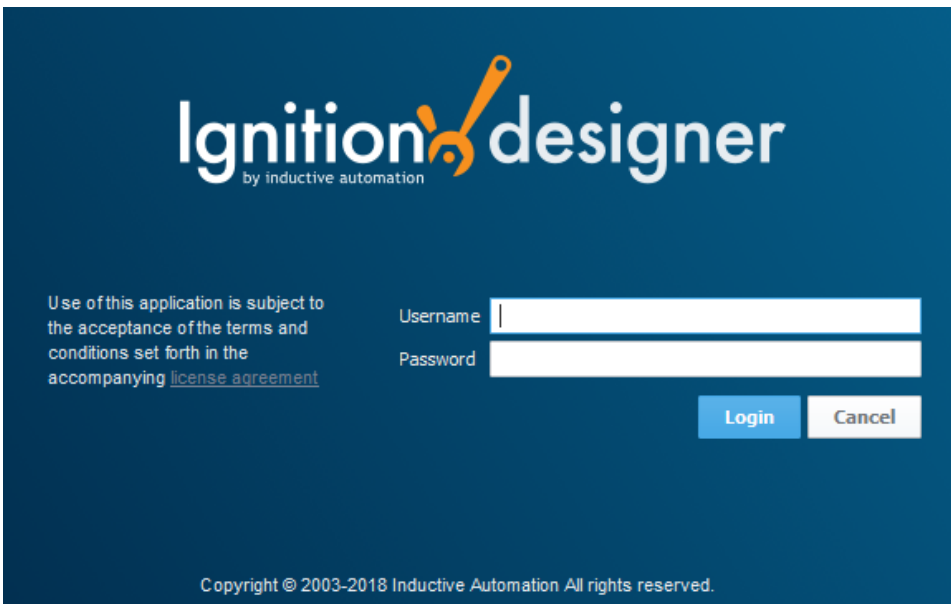 Ignition designer
by inductive automation
Use of this application is subject to
the acceptance of the terms and
conditions set forth in the
accompanying license agreement
Username
Password
Login Cancel
Copyright © 2003-2018 Inductive Automation All rights reserved.